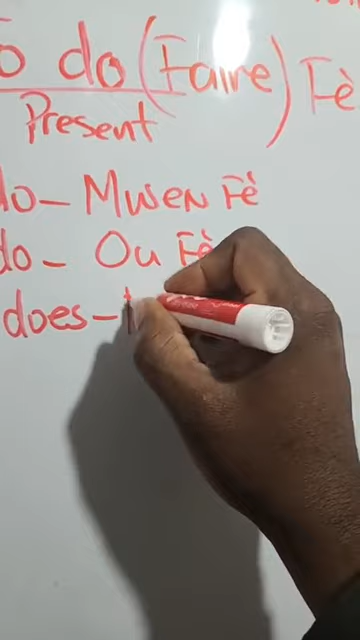 o do (Faire) Fè
Present
do – Mwen Fè
do – Ou Fè
does –